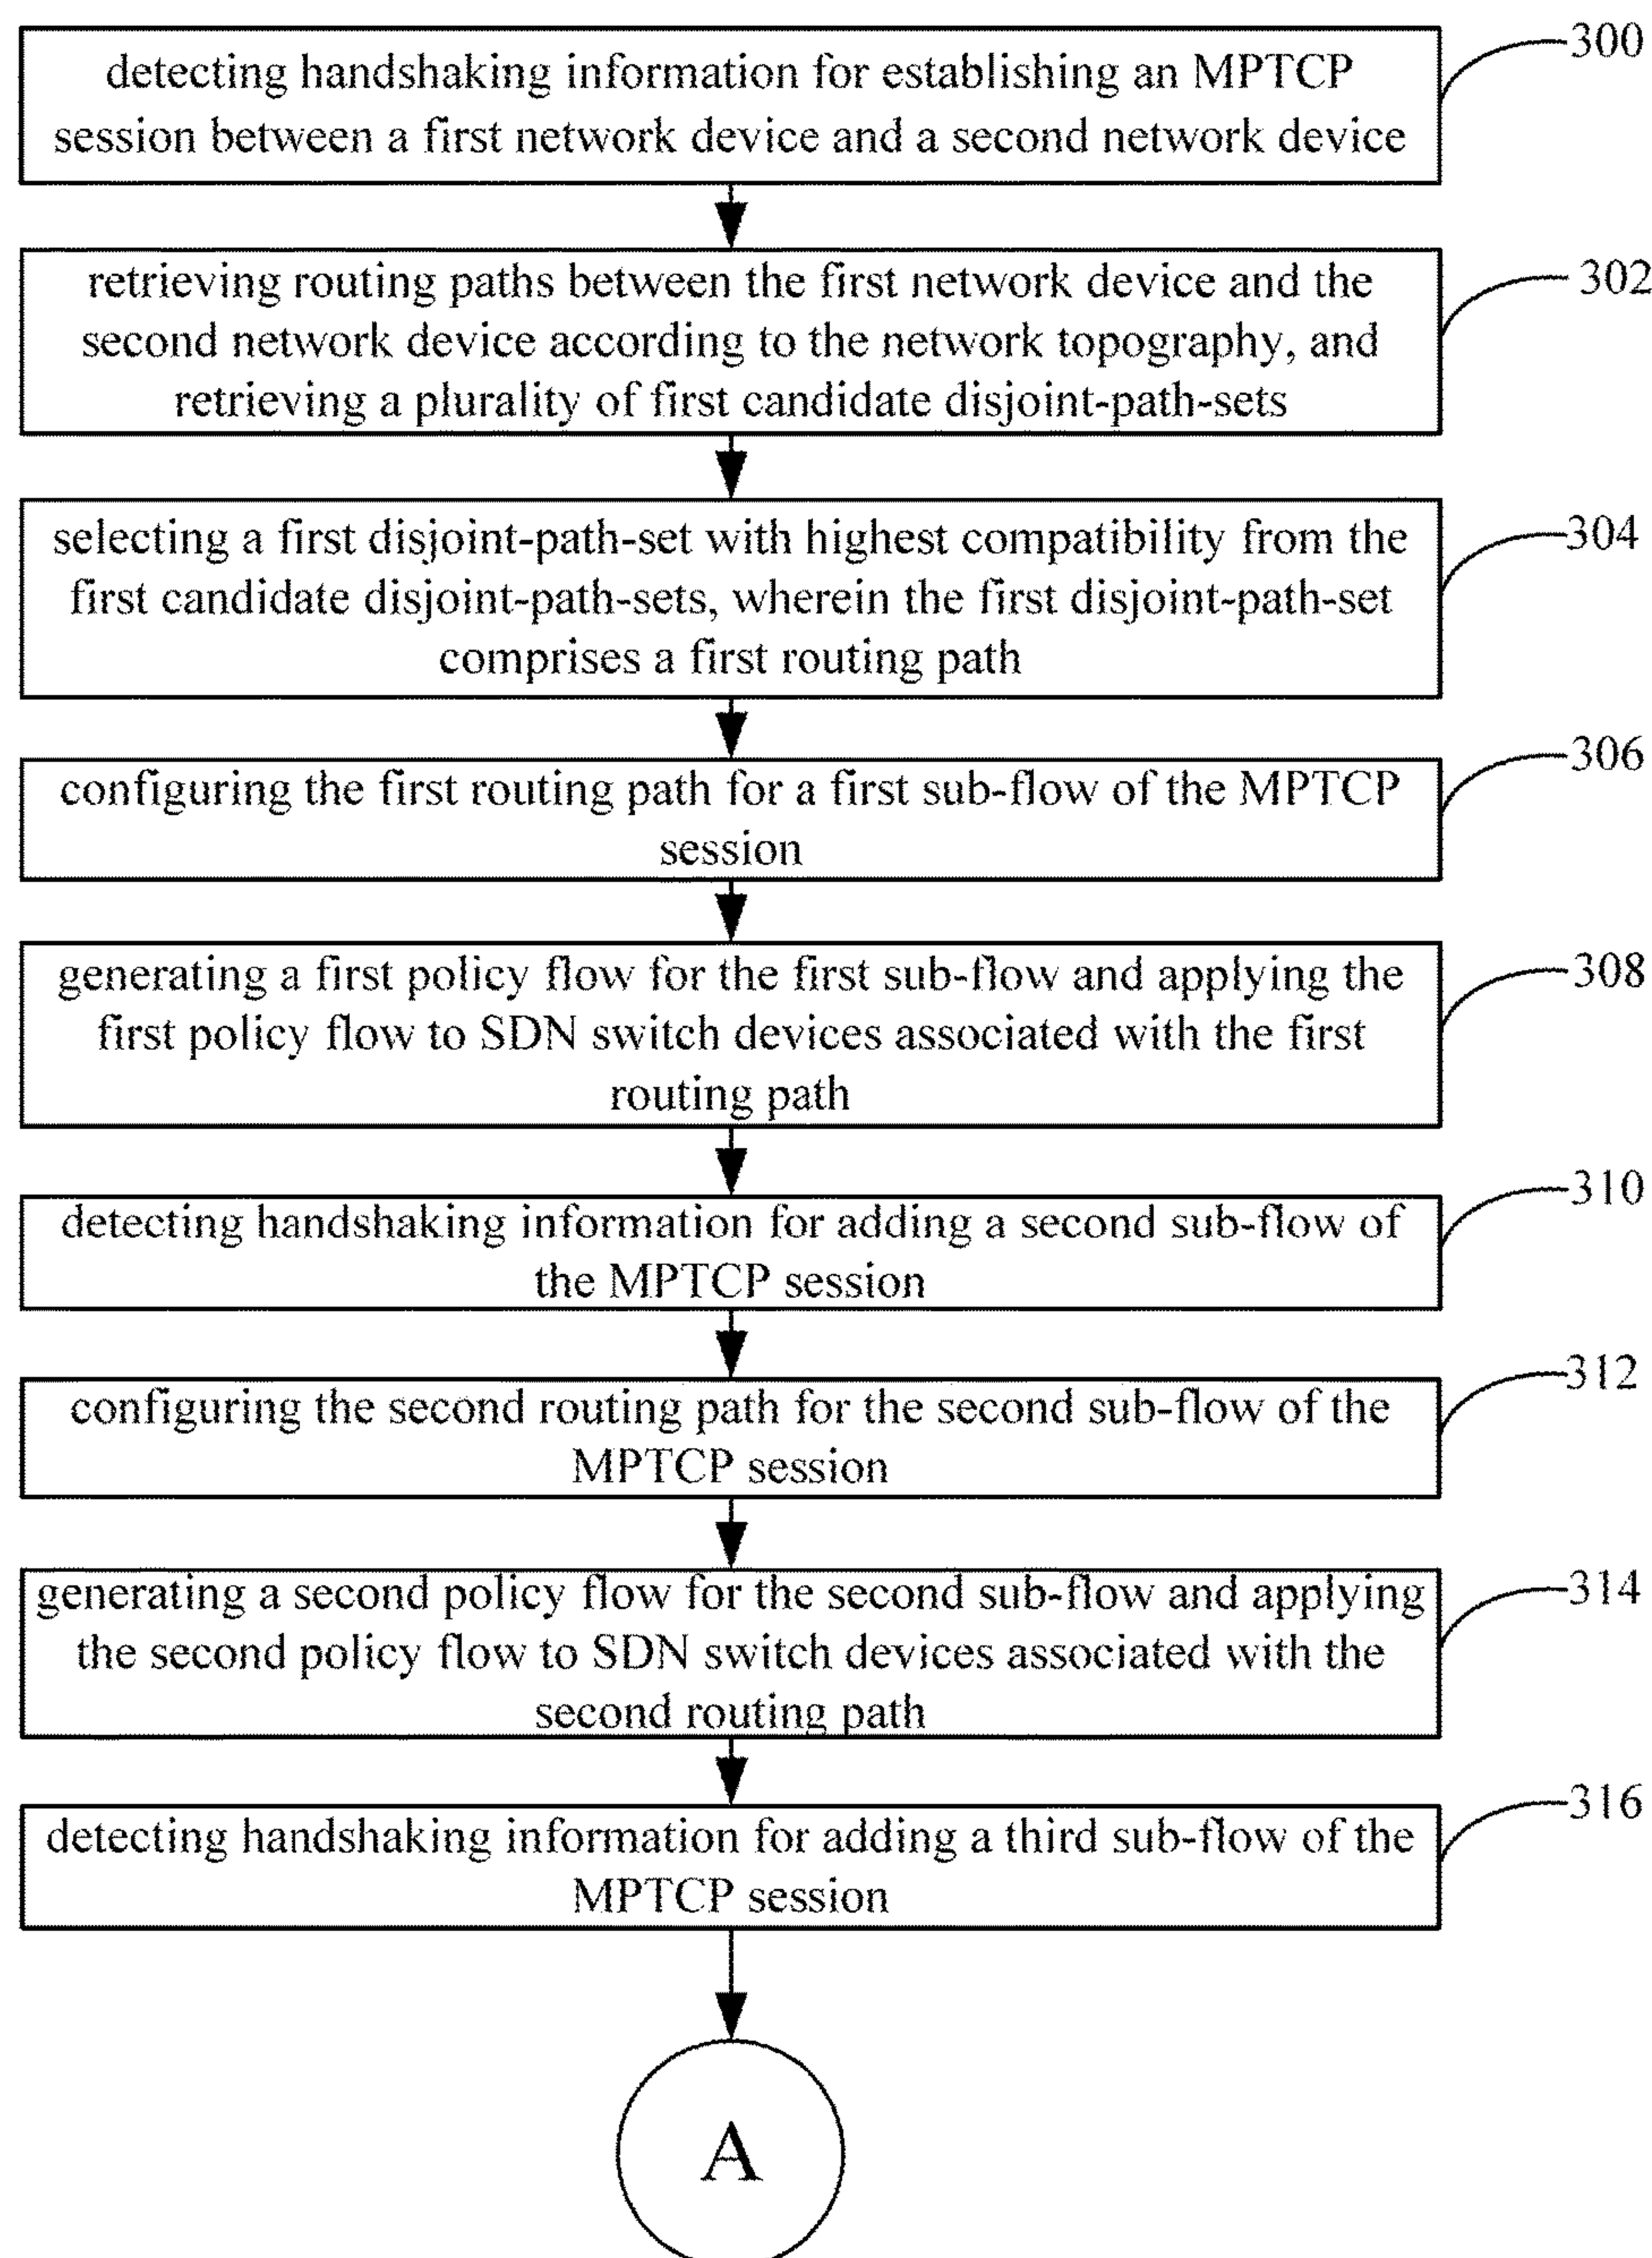 detecting handshaking information for establishing an MPTCP
session between a first network device and a second network device
300
retrieving routing paths between the first network device and the
second network device according to the network topography, and
retrieving a plurality of first candidate disjoint-path-sets
302
selecting a first disjoint-path-set with highest compatibility from the
first candidate disjoint-path-sets, wherein the first disjoint-path-set
comprises a first routing path
304
configuring the first routing path for a first sub-flow of the MPTCP
session
306
generating a first policy flow for the first sub-flow and applying the
first policy flow to SDN switch devices associated with the first
routing path
308
detecting handshaking information for adding a second sub-flow of
the MPTCP session
310
configuring the second routing path for the second sub-flow of the
MPTCP session
312
generating a second policy flow for the second sub-flow and applying
the second policy flow to SDN switch devices associated with the
second routing path
314
detecting handshaking information for adding a third sub-flow of the
MPTCP session
316
A